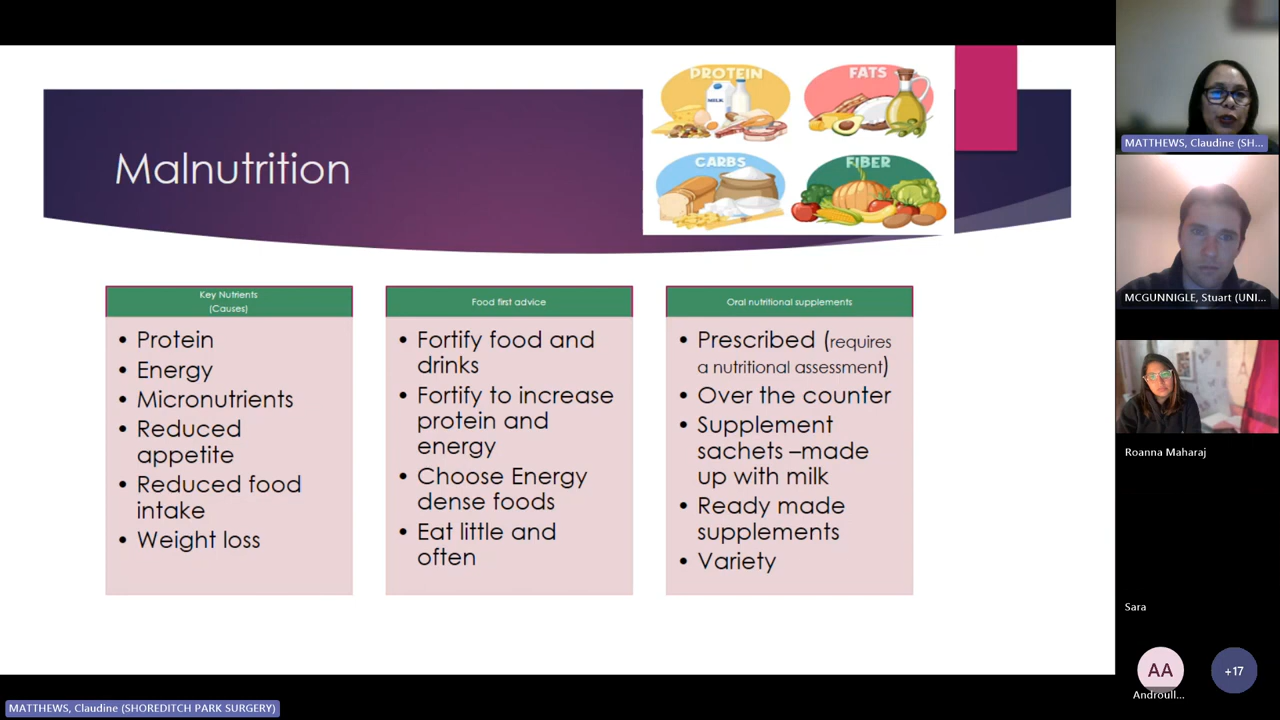 Malnutrition
PROTEIN
MILK
FATS
CARBS
FIBER
Key Nutrients
(Causes)
• Protein
• Energy
• Micronutrients
• Reduced
appetite
• Reduced food
intake
• Weight loss
Food first advice
• Fortify food and
drinks
• Fortify to increase
protein and
energy
• Choose Energy
dense foods
• Eat little and
often
Oral nutritional supplements
• Prescribed (requires
a nutritional assessment)
• Over the counter
• Supplement
sachets –made
up with milk
• Ready made
supplements
• Variety
MATTHEWS, Claudine (SH...
MCGUNNIGLE, Stuart (UNI...
Roanna Maharaj
Sara
AA
Androull...
+17
MATTHEWS, Claudine (SHOREDITCH PARK SURGERY)